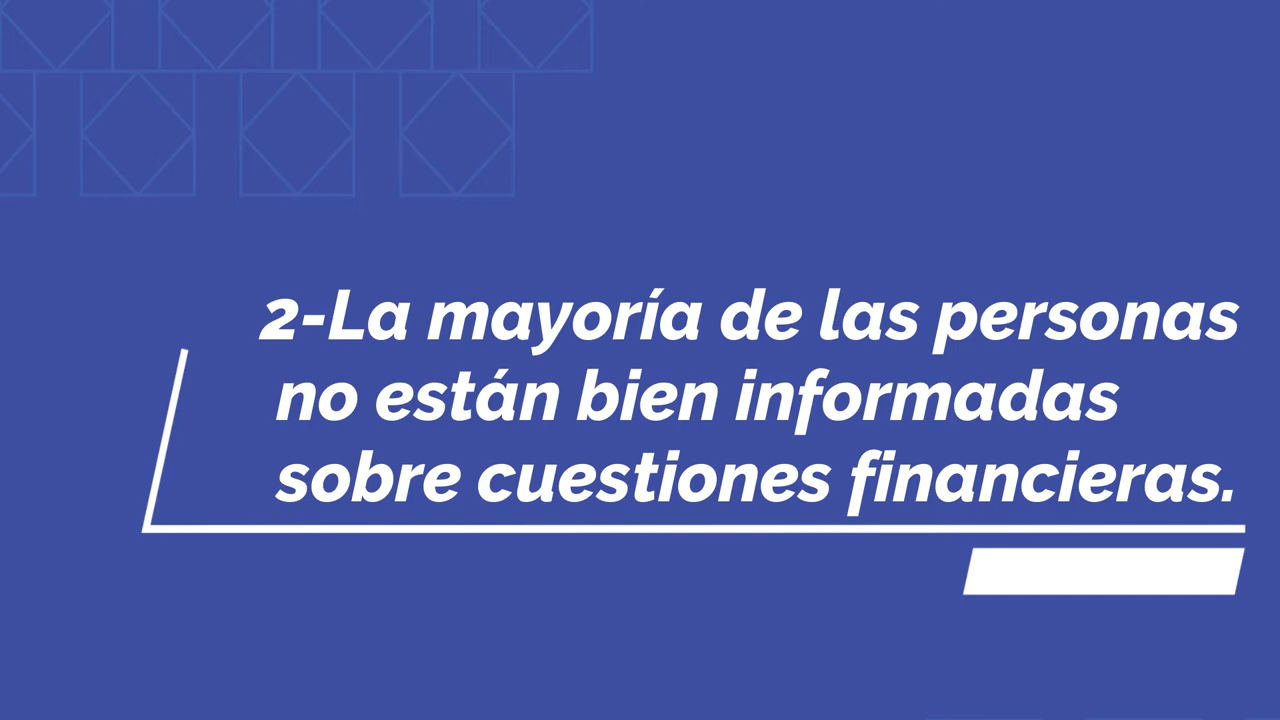 2-La mayoría de las personas
no están bien informadas
sobre cuestiones financieras.